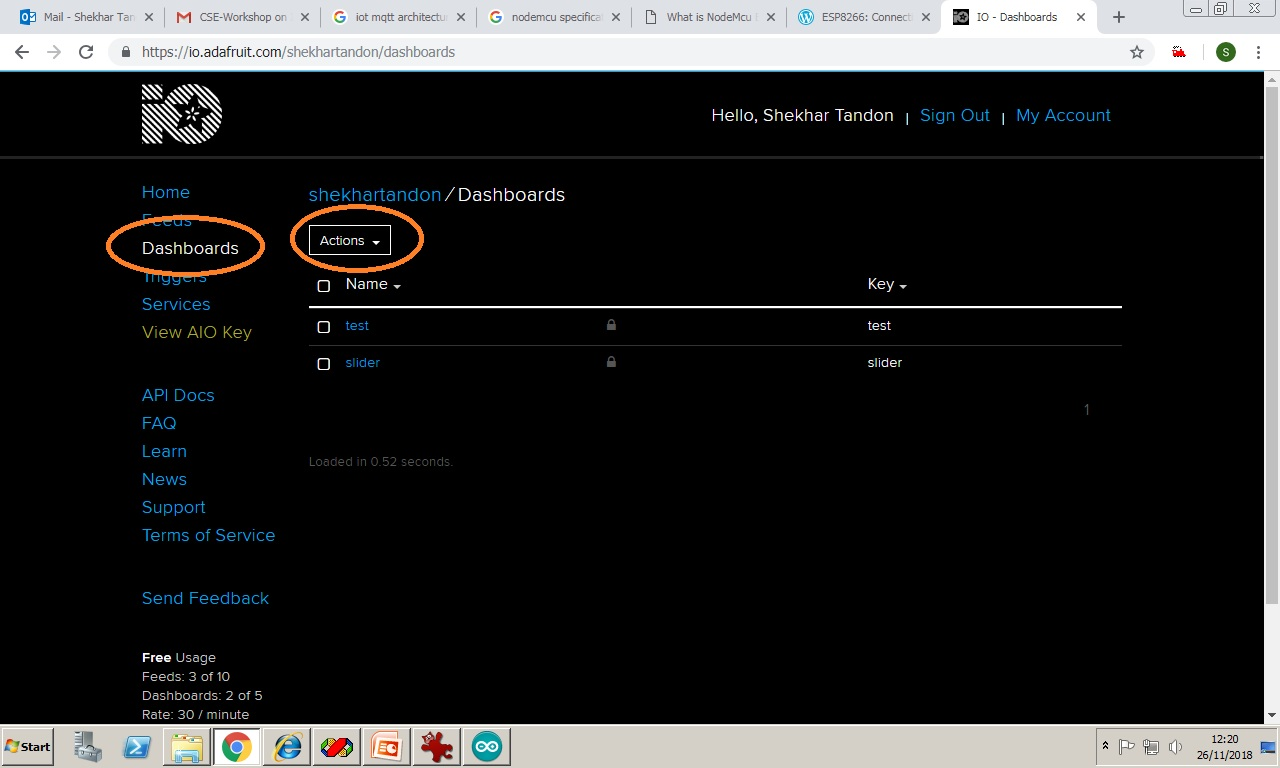 Mail - Shekhar Tan
CSE-Workshop on
iot mqtt architectu
nodemcu specifica
What is NodeMcu
ESP8266: Connecti
IO - Dashboards
https://io.adafruit.com/shekhartandon/dashboards
S
iO
Hello, Shekhar Tandon | Sign Out | My Account
Home
Feeds
Dashboards
Triggers
Services
View AIO Key
API Docs
FAQ
Learn
News
Support
Terms of Service
Send Feedback
Free Usage
Feeds: 3 of 10
Dashboards: 2 of 5
Rate: 30 / minute
shekhartandon / Dashboards
Actions
Name Key
test test
slider slider
1
Loaded in 0.52 seconds.
Start
12:20
26/11/2018